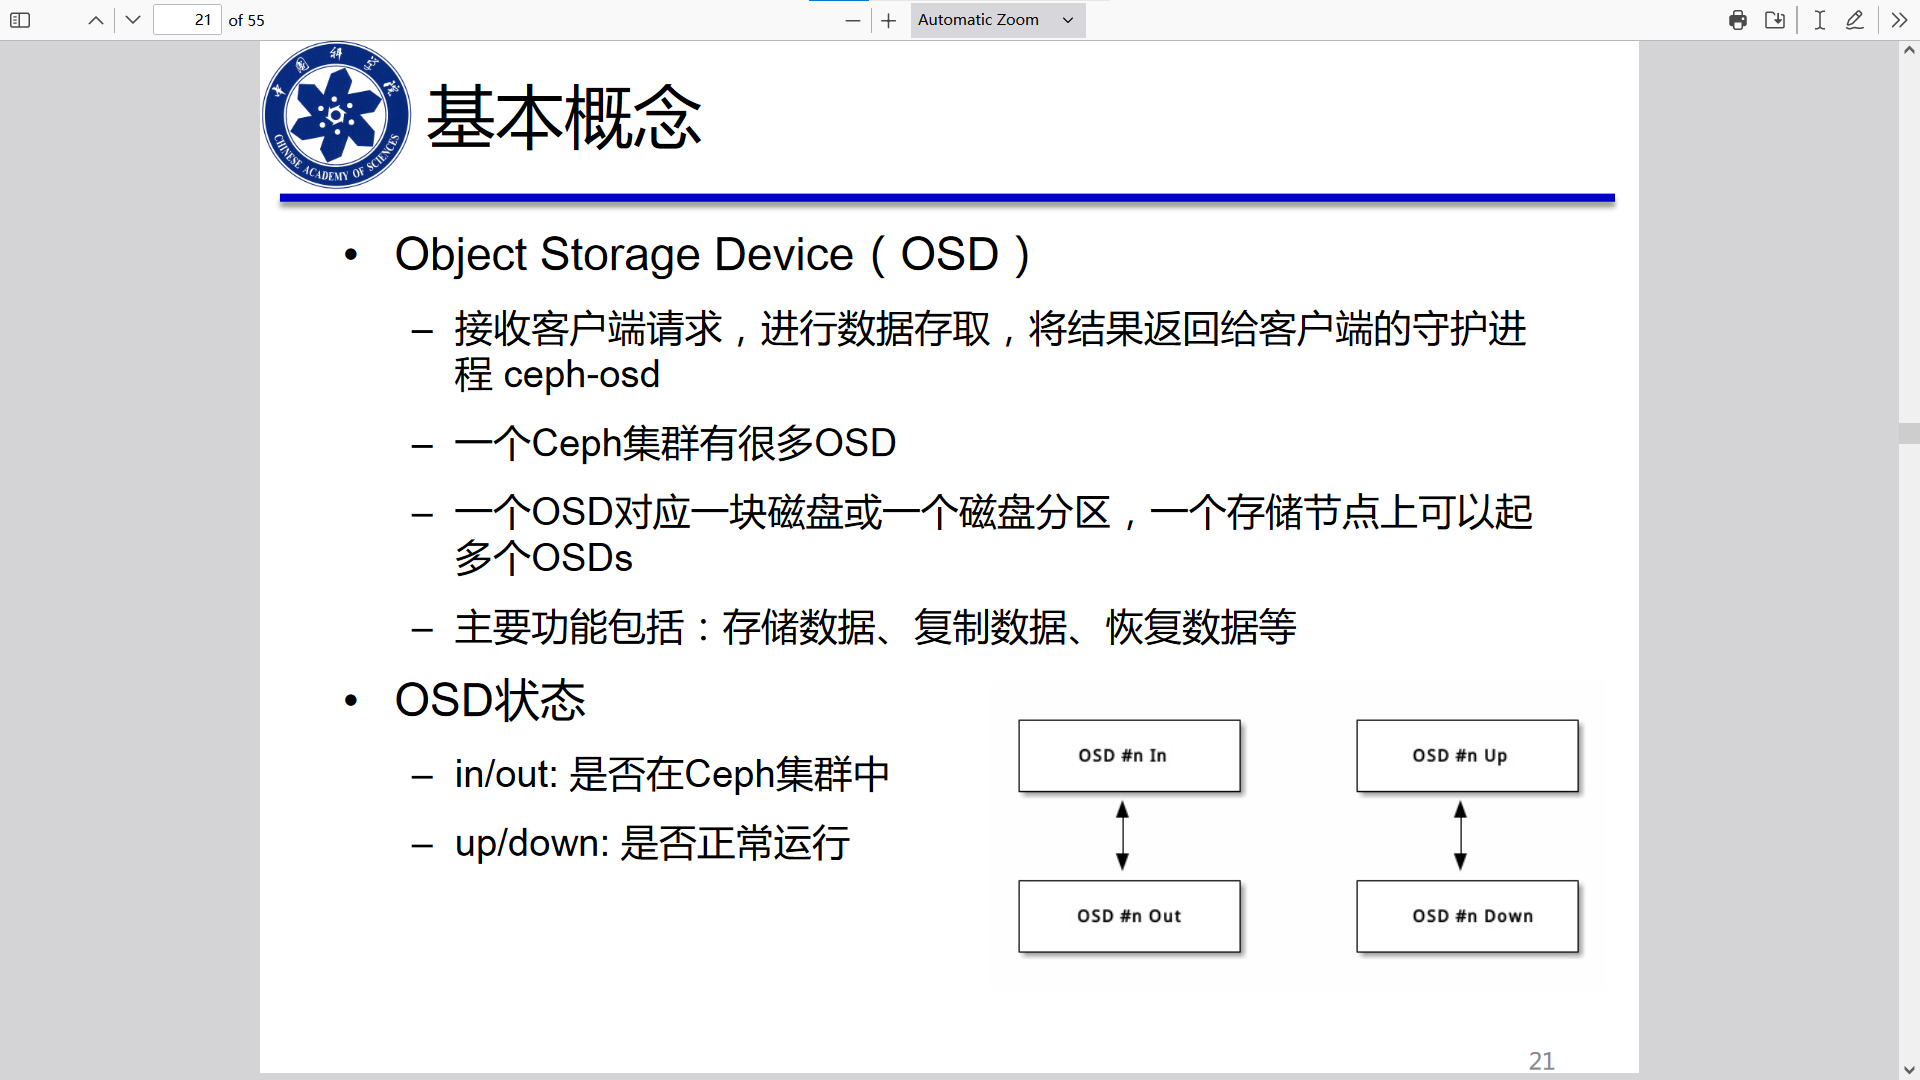 21 of 55
Automatic Zoom
中国科学院
CHINESE ACADEMY OF SCIENCES
基本概念
• Object Storage Device（OSD）
– 接收客户端请求，进行数据存取，将结果返回给客户端的守护进
程 ceph-osd
– 一个Ceph集群有很多OSD
– 一个OSD对应一块磁盘或一个磁盘分区，一个存储节点上可以起
多个OSDs
– 主要功能包括：存储数据、复制数据、恢复数据等
• OSD状态
– in/out: 是否在Ceph集群中
– up/down: 是否正常运行
OSD #n In
OSD #n Up
OSD #n Out
OSD #n Down
21